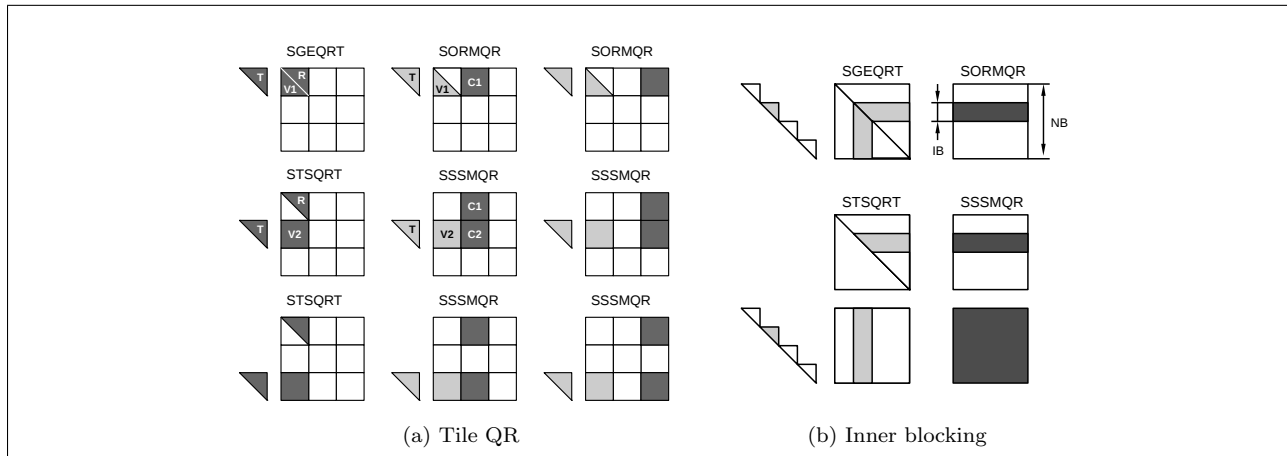 SGEQRT SORMQR SORMQR
T R V1 T V1 C1
STSQRT SSSMQR SSSMQR
R C1
T V2 T V2 C2
STSQRT SSSMQR SSSMQR
(a) Tile QR
SGEQRT SORMQR
IB NB
STSQRT SSSMQR
(b) Inner blocking